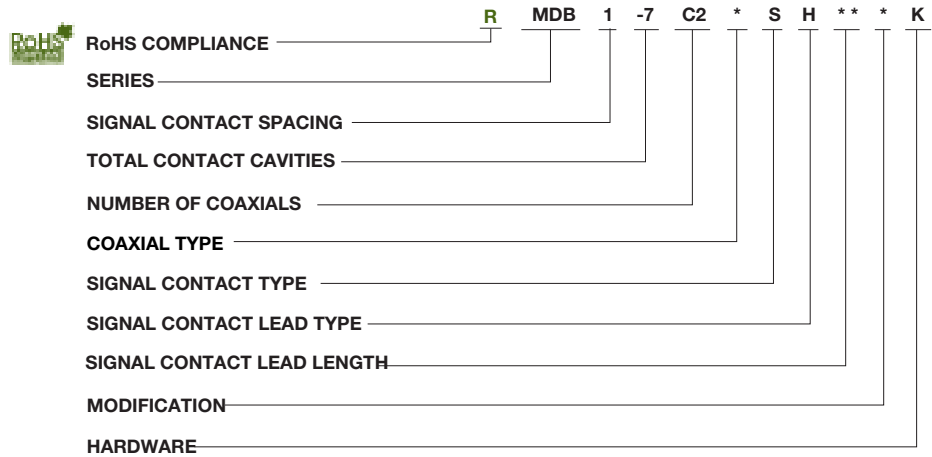 R MDB 1 -7 C2 * S H ** * K
RoHS
RoHS COMPLIANCE
SERIES
SIGNAL CONTACT SPACING
TOTAL CONTACT CAVITIES
NUMBER OF COAXIALS
COAXIAL TYPE
SIGNAL CONTACT TYPE
SIGNAL CONTACT LEAD TYPE
SIGNAL CONTACT LEAD LENGTH
MODIFICATION
HARDWARE